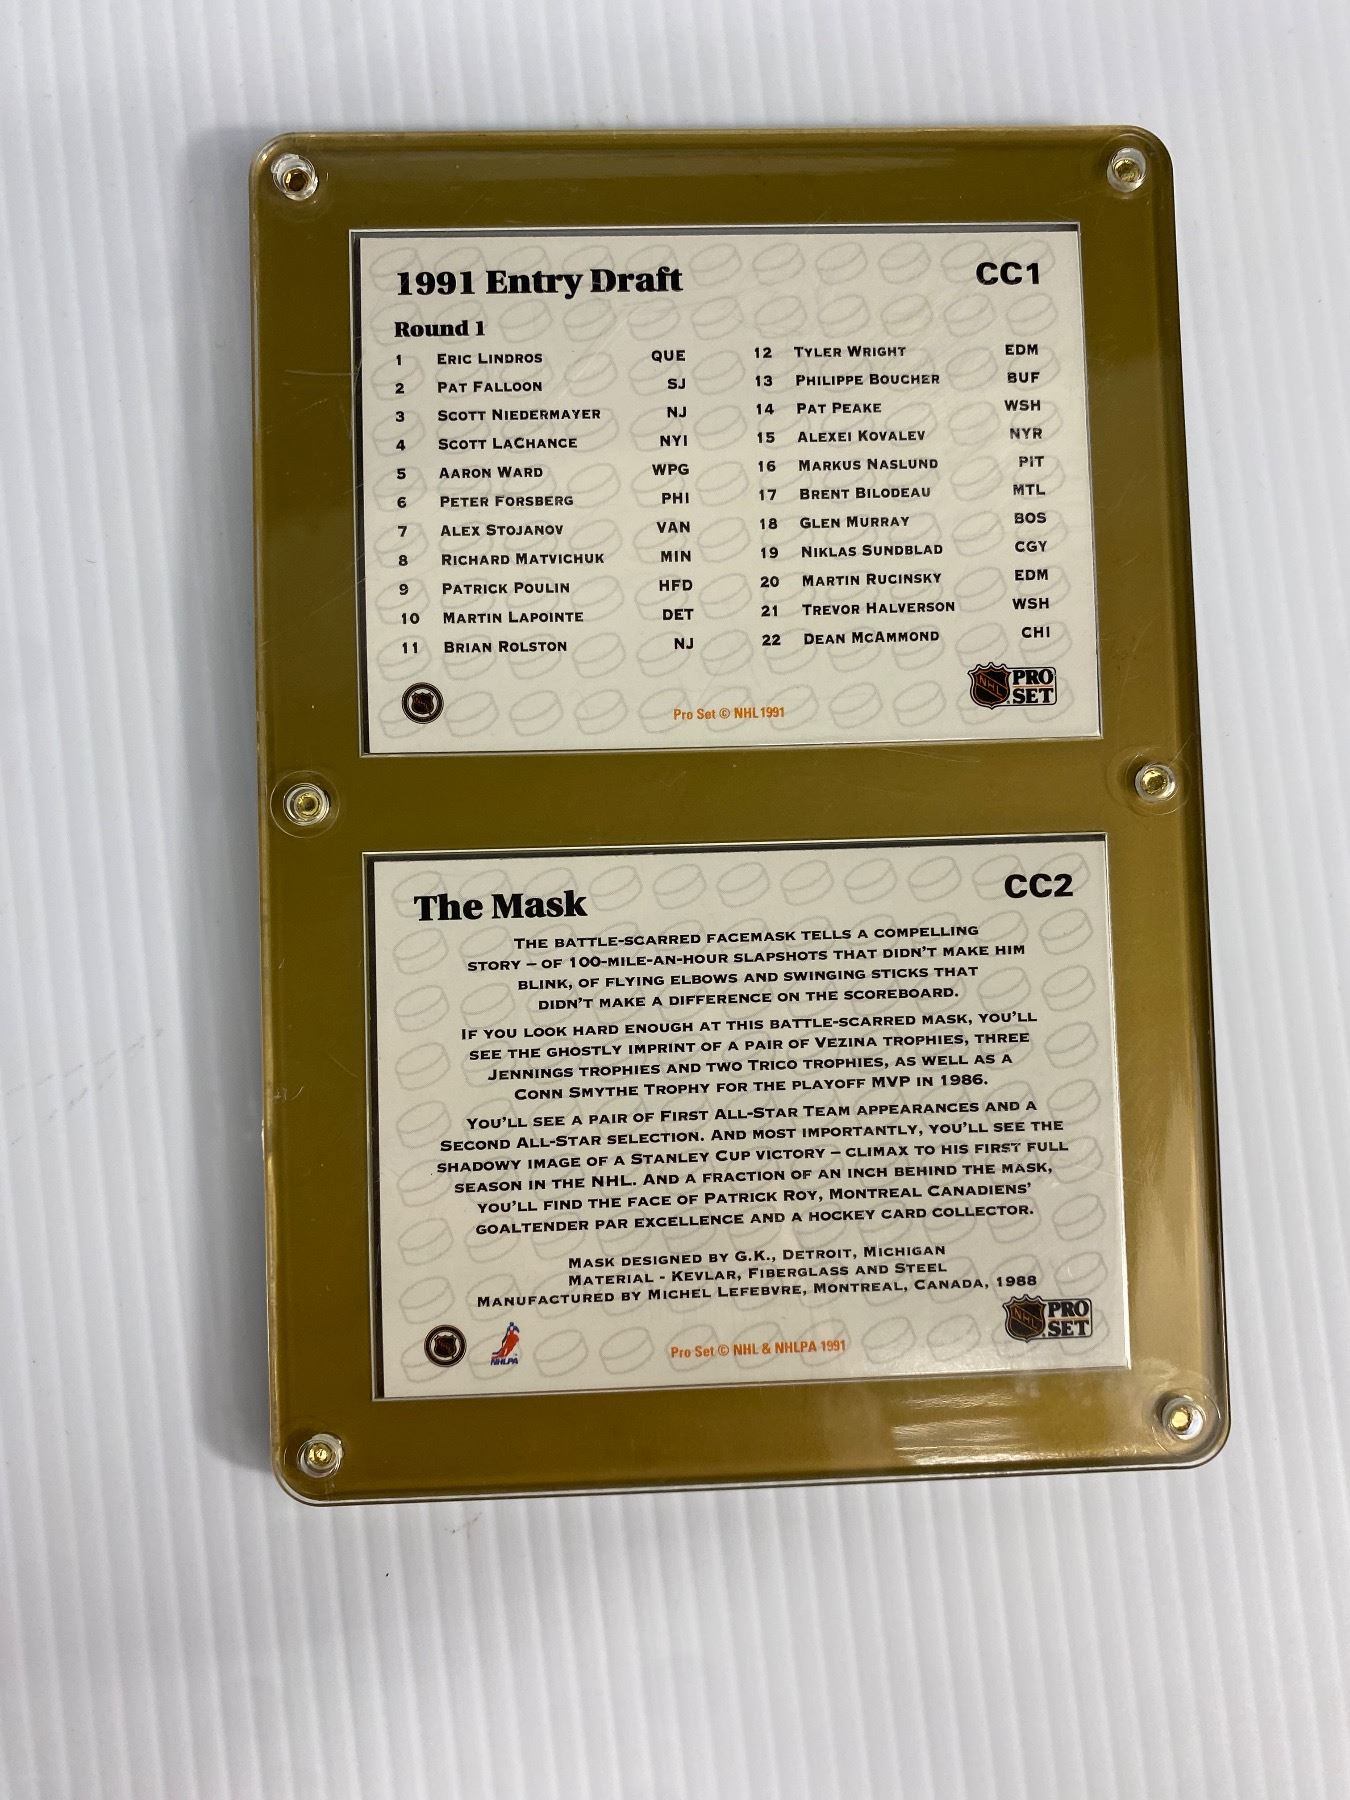 1991 Entry Draft CC1
Round 1
1 ERIC LINDROS QUE
2 PAT FALLOON SJ
3 SCOTT NIEDERMAYER NJ
4 SCOTT LACHANCE NYI
5 AARON WARD WPG
6 PETER FORSBERG PHI
7 ALEX STOJANOV VAN
8 RICHARD MATVICHUK MIN
9 PATRICK POULIN HFD
10 MARTIN LAPOINTE DET
11 BRIAN ROLSTON NJ
12 TYLER WRIGHT EDM
13 PHILIPPE BOUCHER BUF
14 PAT PEAKE WSH
15 ALEXEI KOVALEV NYR
16 MARKUS NASLUND PIT
17 BRENT BILODEAU MTL
18 GLEN MURRAY BOS
19 NIKLAS SUNDBLAD CGY
20 MARTIN RUCINSKY EDM
21 TREVOR HALVERSON WSH
22 DEAN MCAMMOND CHI
NHL PRO
SET
Pro Set © NHL 1991
The Mask CC2
THE BATTLE-SCARRED FACEMASK TELLS A COMPELLING
STORY – OF 100-MILE-AN-HOUR SLAPSHOTS THAT DIDN'T MAKE HIM
BLINK, OF FLYING ELBOWS AND SWINGING STICKS THAT
DIDN'T MAKE A DIFFERENCE ON THE SCOREBOARD.
IF YOU LOOK HARD ENOUGH AT THIS BATTLE-SCARRED MASK, YOU'LL
SEE THE GHOSTLY IMPRINT OF A PAIR OF VEZINA TROPHIES, THREE
JENNINGS TROPHIES AND TWO TRICO TROPHIES, AS WELL AS A
CONN SMYTHE TROPHY FOR THE PLAYOFF MVP IN 1986.
YOU'LL SEE A PAIR OF FIRST ALL-STAR TEAM APPEARANCES AND A
SECOND ALL-STAR SELECTION. AND MOST IMPORTANTLY, YOU'LL SEE THE
SHADOWY IMAGE OF A STANLEY CUP VICTORY – CLIMAX TO HIS FIRST FULL
SEASON IN THE NHL. AND A FRACTION OF AN INCH BEHIND THE MASK,
YOU'LL FIND THE FACE OF PATRICK ROY, MONTREAL CANADIENS'
GOALTENDER PAR EXCELLENCE AND A HOCKEY CARD COLLECTOR.
MASK DESIGNED BY G.K., DETROIT, MICHIGAN
MATERIAL - KEVLAR, FIBERGLASS AND STEEL
MANUFACTURED BY MICHEL LEFEBVRE, MONTREAL, CANADA, 1988
NHL PRO
SET
NHLPA
Pro Set © NHL & NHLPA 1991